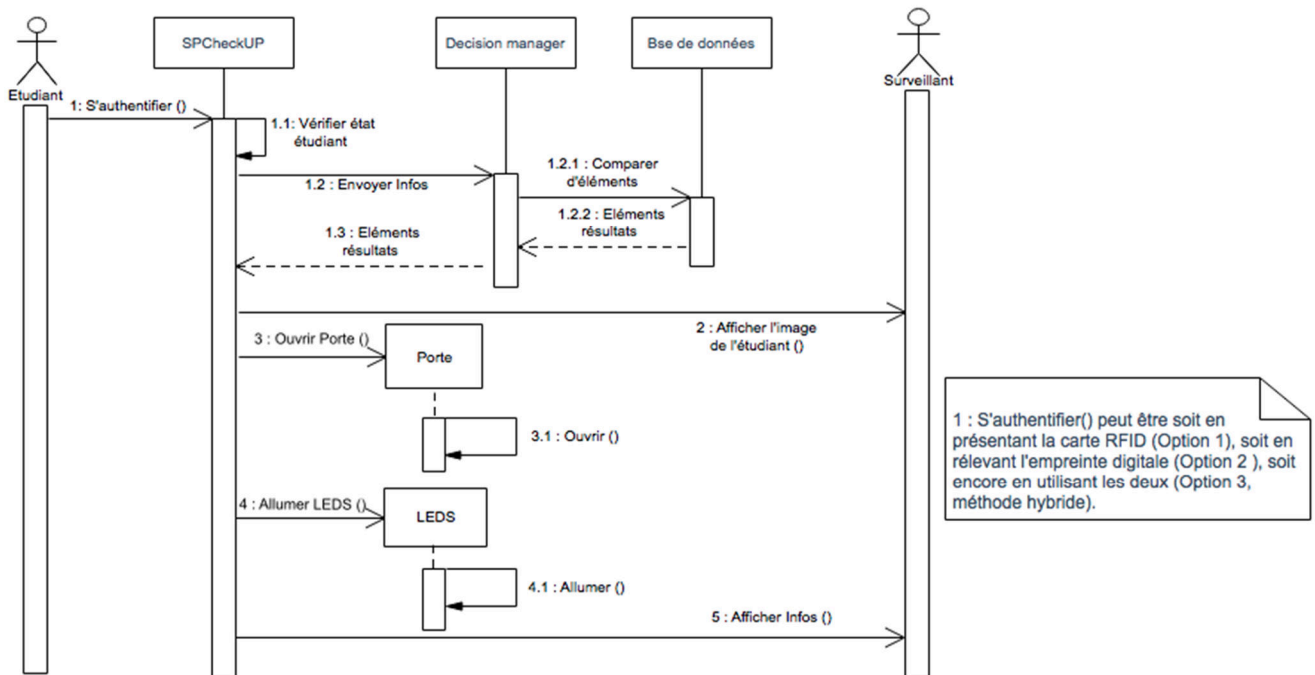 SPCheckUP
Decision manager
Bse de données
Etudiant
Surveillant
1: S'authentifier ()
1.1: Vérifier état
étudiant
1.2 : Envoyer Infos
1.2.1 : Comparer
d'éléments
1.2.2 : Eléments
résultats
1.3 : Eléments
résultats
2 : Afficher l'image
de l'étudiant ()
3 : Ouvrir Porte ()
Porte
3.1 : Ouvrir ()
4 : Allumer LEDS ()
LEDS
4.1 : Allumer ()
5 : Afficher Infos ()
1 : S'authentifier() peut être soit en
présentant la carte RFID (Option 1), soit en
rélevant l'empreinte digitale (Option 2 ), soit
encore en utilisant les deux (Option 3,
méthode hybride).